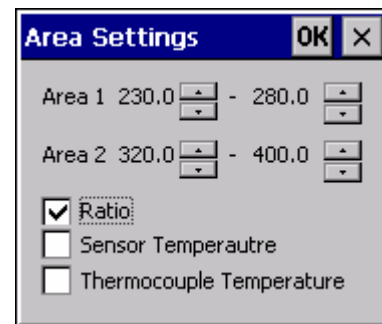 Area Settings OK ×
Area 1 230.0 - 280.0
Area 2 320.0 - 400.0
Ratio
Sensor Temperautre
Thermocouple Temperature